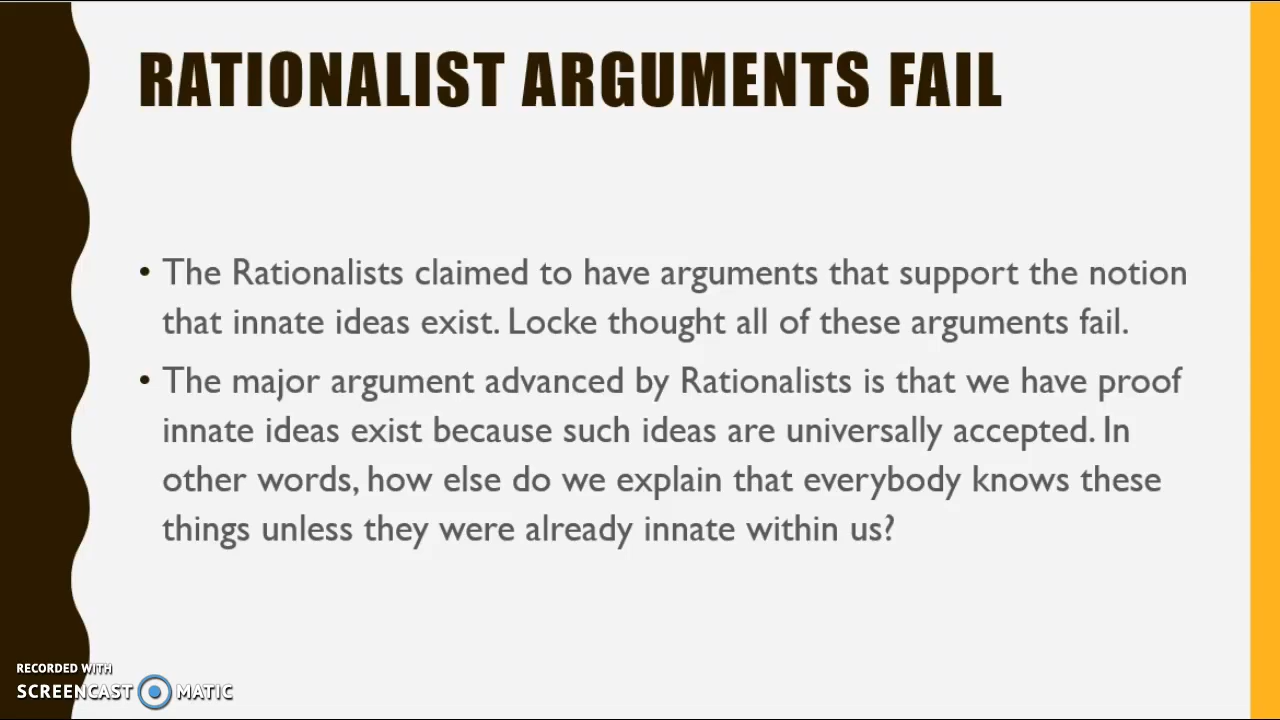 RATIONALIST ARGUMENTS FAIL
• The Rationalists claimed to have arguments that support the notion
that innate ideas exist. Locke thought all of these arguments fail.
• The major argument advanced by Rationalists is that we have proof
innate ideas exist because such ideas are universally accepted. In
other words, how else do we explain that everybody knows these
things unless they were already innate within us?
RECORDED WITH
SCREENCAST MATIC